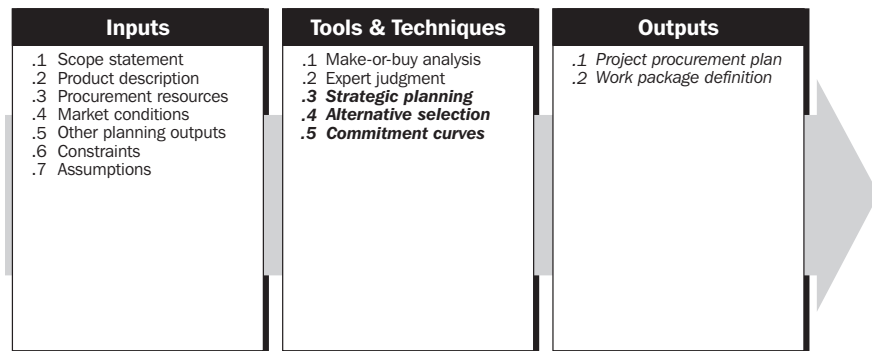 Inputs
.1 Scope statement
.2 Product description
.3 Procurement resources
.4 Market conditions
.5 Other planning outputs
.6 Constraints
.7 Assumptions
Tools & Techniques
.1 Make-or-buy analysis
.2 Expert judgment
.3 Strategic planning
.4 Alternative selection
.5 Commitment curves
Outputs
.1 Project procurement plan
.2 Work package definition